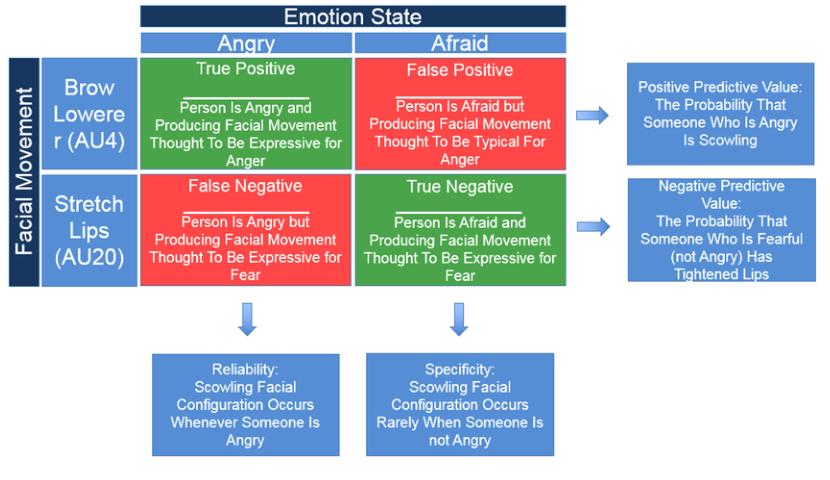 Emotion State
Angry
Afraid
Facial Movement
Brow
Lowere
r (AU4)
True Positive
Person Is Angry and
Producing Facial Movement
Thought To Be Expressive for
Anger
False Positive
Person Is Afraid but
Producing Facial Movement
Thought To Be Typical For
Anger
Positive Predictive Value:
The Probability That
Someone Who Is Angry
Is Scowling
Stretch
Lips
(AU20)
False Negative
Person Is Angry but
Producing Facial Movement
Thought To Be Expressive for
Fear
True Negative
Person Is Afraid and
Producing Facial Movement
Thought To Be Expressive for
Fear
Negative Predictive
Value:
The Probability That
Someone Who Is Fearful
(not Angry) Has
Tightened Lips
Reliability:
Scowling Facial
Configuration Occurs
Whenever Someone Is
Angry
Specificity:
Scowling Facial
Configuration Occurs
Rarely When Someone Is
not Angry